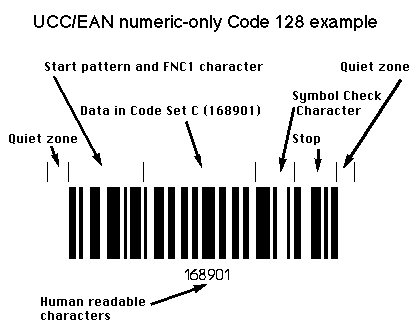 UCC/EAN numeric-only Code 128 example
Start pattern and FNC1 character
Quiet zone
Data in Code Set C (168901)
Symbol Check
Character
Quiet zone
Stop
168901
Human readable
characters